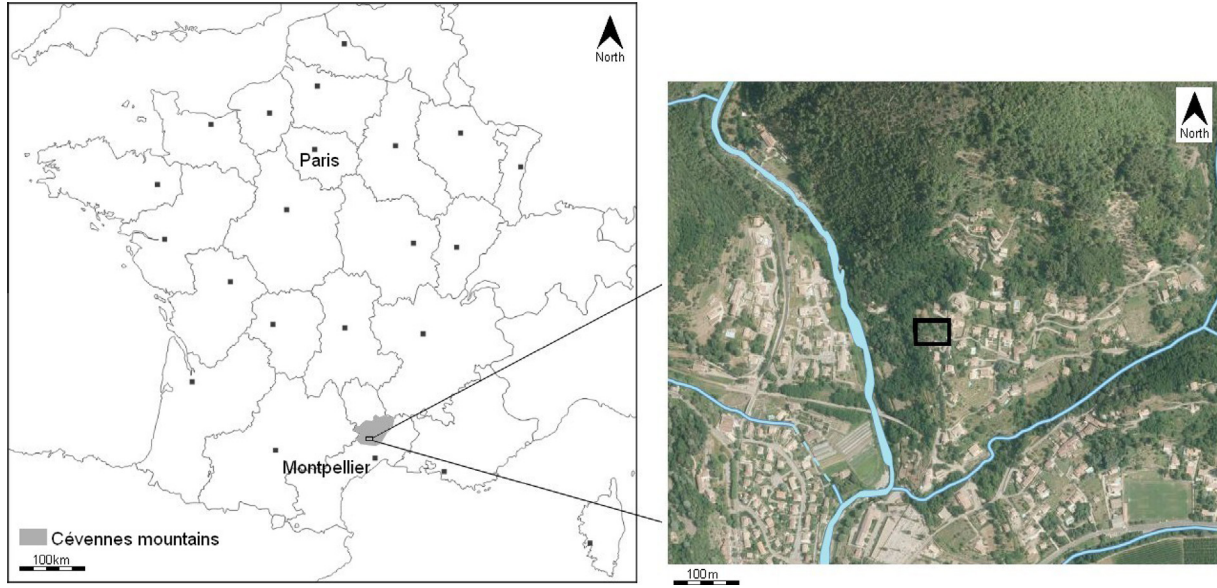 North
Paris
Montpellier
Cévennes mountains
100km
North
100m